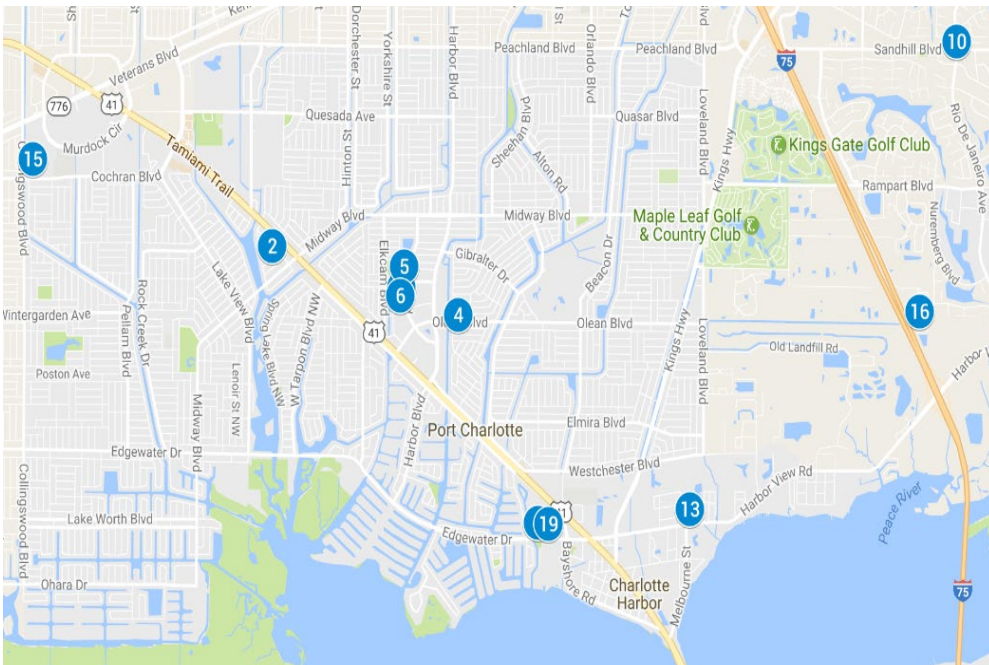 Peachland Blvd
Peachland Blvd
Sandhill Blvd
10
75
Veterans Blvd
Dorchester St
Yorkshire St
Harbor Blvd
Orlando Blvd
776
41
Murdock Cir
Quesada Ave
Quasar Blvd
Sheehan Blvd
Loveland Blvd
Kings Hwy
Kings Gate Golf Club
Rio De Janeiro Ave
15
Tamiami Trail
Cochran Blvd
Hinton St
Alton Rd
Rampart Blvd
Midway Blvd
Midway Blvd
Maple Leaf Golf
& Country Club
Nuremberg Blvd
2
Elkcam Blvd
5
6
4
Gibralter Dr
Beacon Dr
Lake View Blvd
Rock Creek Dr
Pellam Blvd
Spring Lake Blvd NW
W Tarpon Blvd NW
Wintergarden Ave
41
Olean Blvd
16
Kings Hwy
Loveland Blvd
Old Landfill Rd
Poston Ave
Lenoir St NW
Midway Blvd
Harbor Blvd
Port Charlotte
Elmira Blvd
Edgewater Dr
Westchester Blvd
Harbor View Rd
Collingswood Blvd
Lake Worth Blvd
Edgewater Dr
19
13
Peace River
Bayshore Rd
Melbourne St
Charlotte
Harbor
Ohara Dr
75